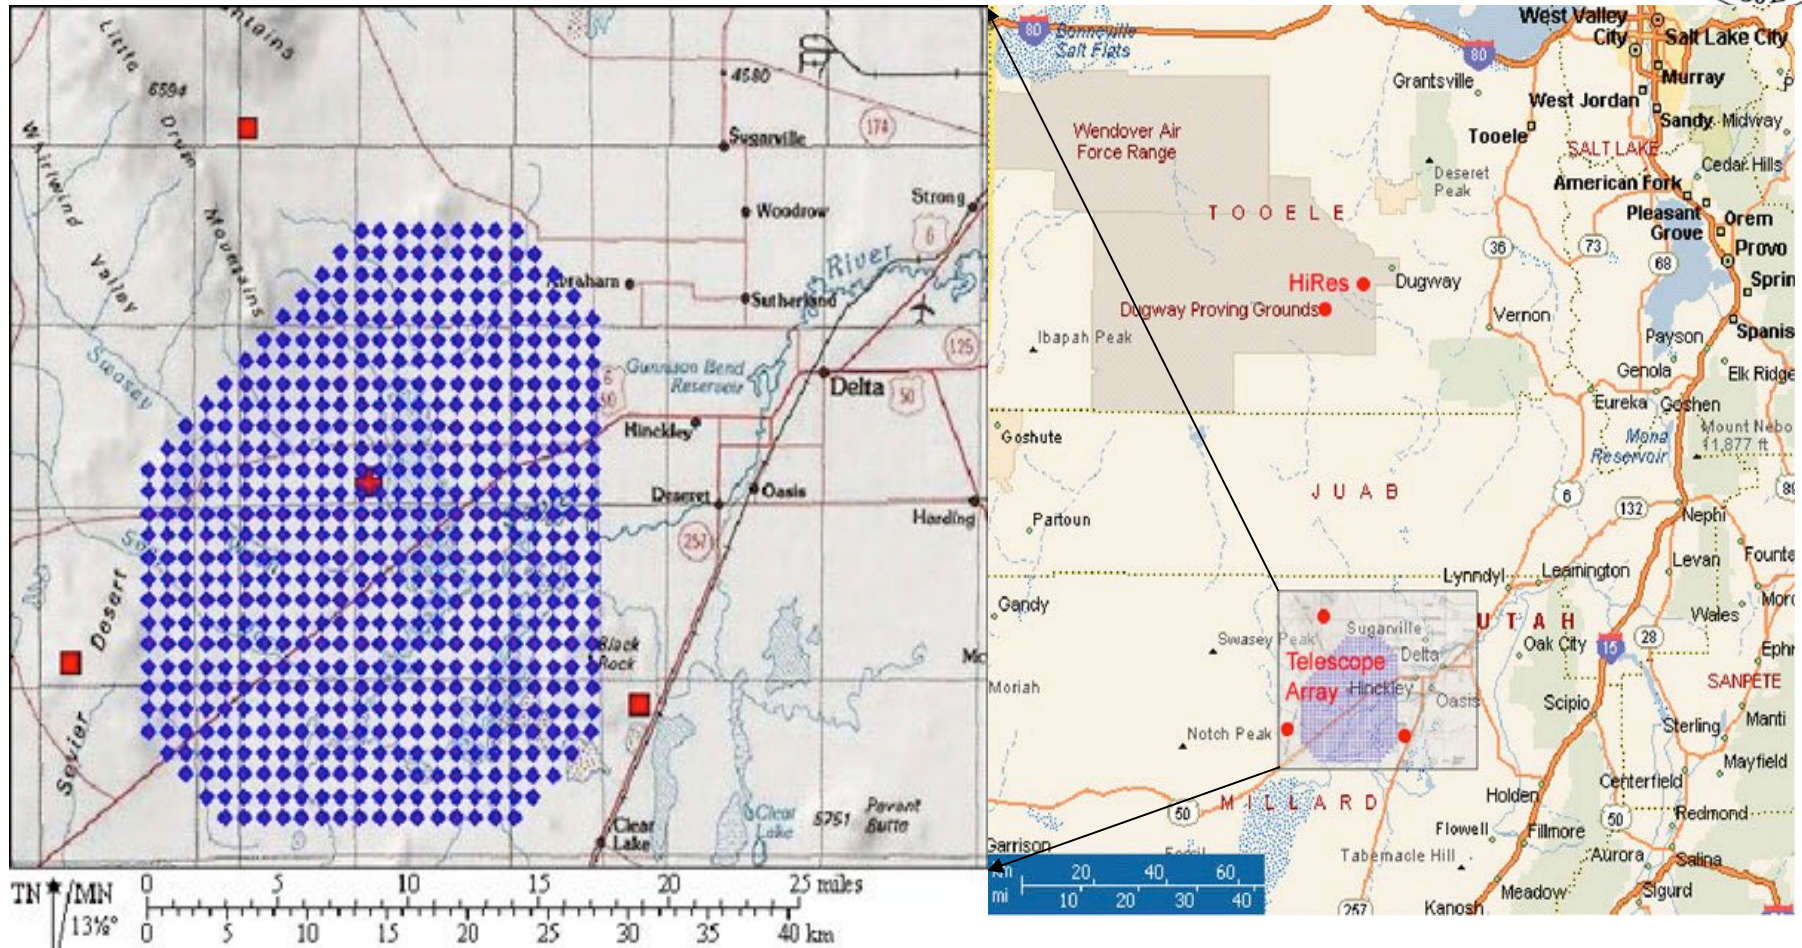 Little
Drum
Mountains
6594
Whirlwind
Valley
Mountains
Swasey
4580
174
Sugarville
Woodrow
Strong
6
River
Abraham
Sutherland
125
Gunnison Bend
Reservoir
6
50
Delta
50
Hinckley
Deseret
Oasis
Harding
257
Desert
Sevier
Black
Rock
Clear
Lake
Clear
Lake
5751
Pavant
Butte
TN
MN
13½°
0 5 10 15 20 25 miles
0 5 10 15 20 25 30 35 40 km
80
Bonneville
Salt Flats
80
West Valley
City
Salt Lake City
Grantsville
Murray
West Jordan
Tooele
Sandy
Midway
Wendover Air
Force Range
SALT LAKE
Deseret
Peak
Cedar Hills
American Fork
TOOELE
Pleasant
Grove
Orem
36
73
68
Provo
HiRes
Dugway
Sprin
Dugway Proving Grounds
Vernon
Spanis
Ibapah Peak
Payson
Genola
Elk Ridge
Eureka
Goshen
Goshute
Mona
Reservoir
Mount Nebo
11,877 ft
JUAB
6
132
89
Partoun
Nephi
Levan
Founta
Lynndyl
Leamington
Gandy
Wales
Moro
UTAH
Swasey Peak
Sugarville
Oak City
15
28
Ephr
Telescope
Array
Delta
Hinckley
Oasis
Moriah
SANPETE
Scipio
Manti
Notch Peak
Sterling
Mayfield
MILLARD
Holden
Centerfield
50
50
Redmond
Flowell
Fillmore
Garrison
Tabernacle Hill
Aurora
Salina
km 20 40 60
mi 10 20 30 40
Meadow
Sigurd
257
Kanosh